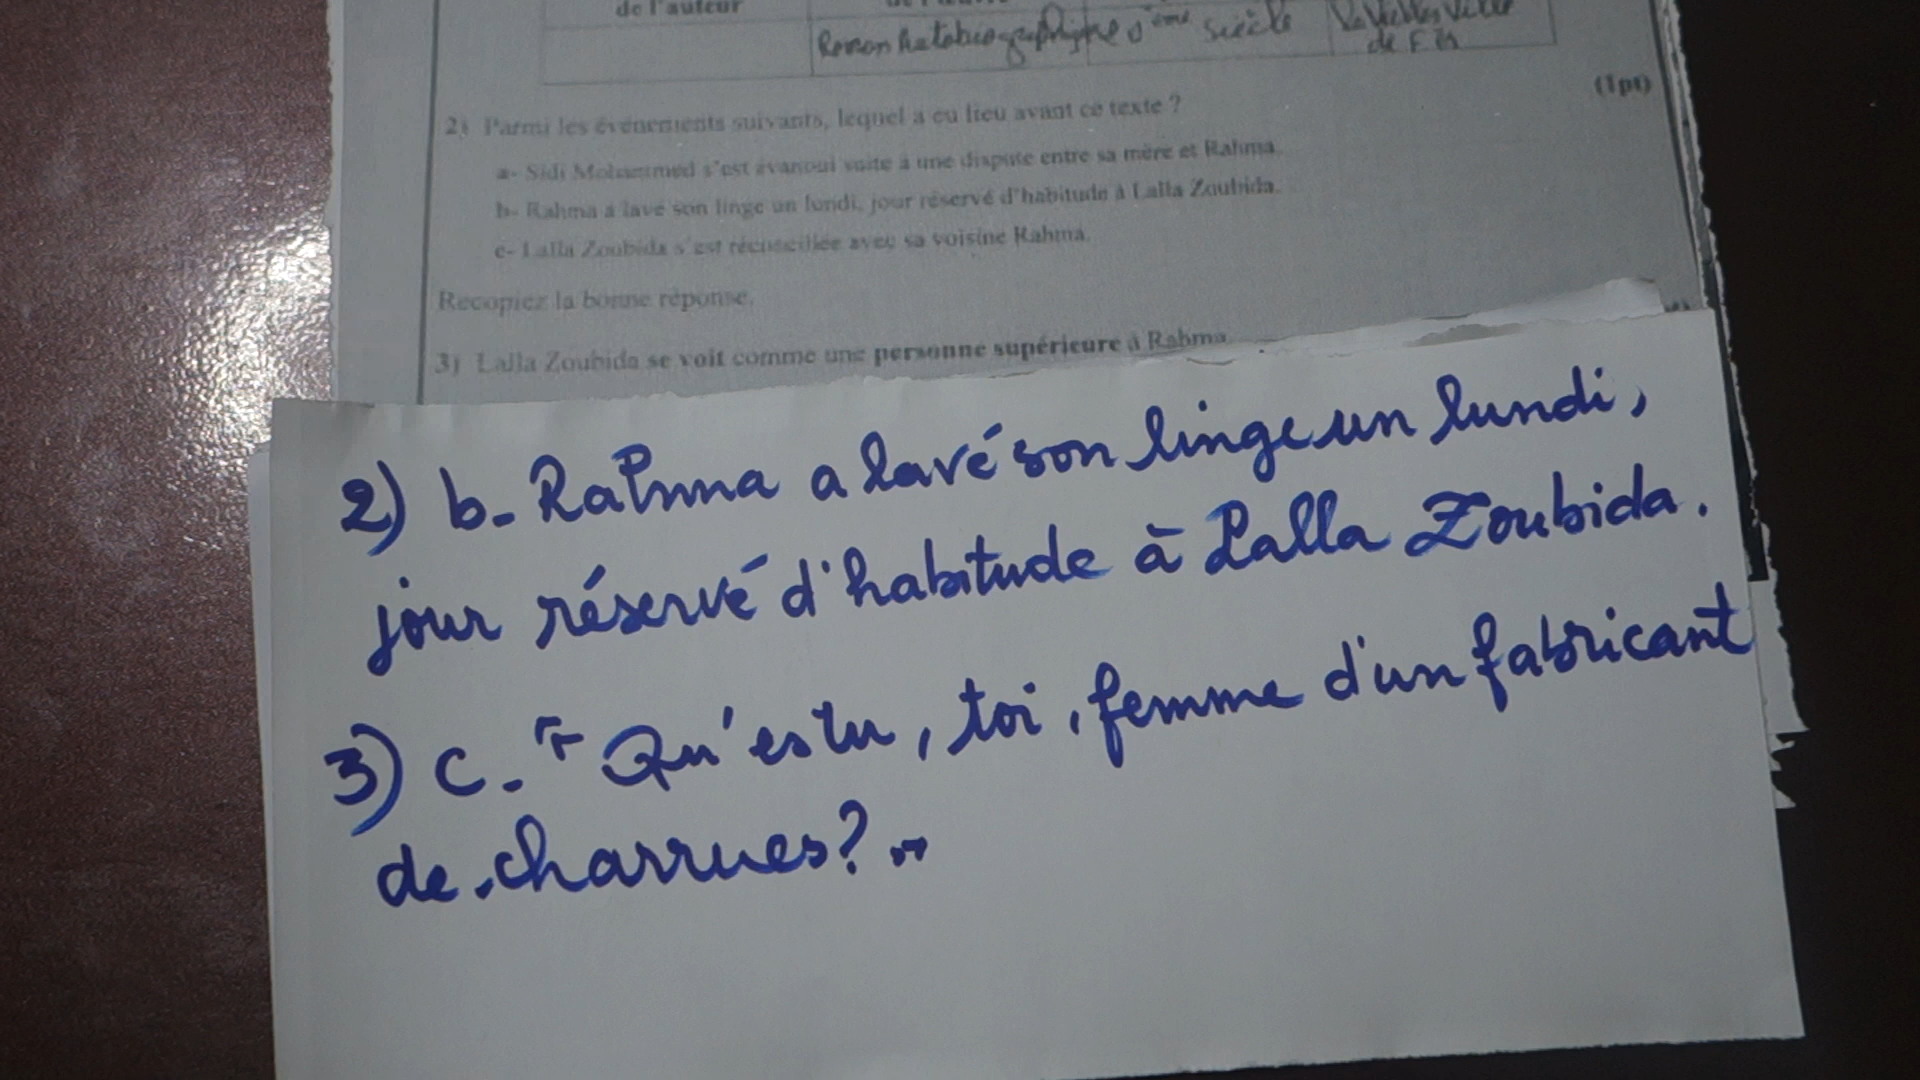 de l'auteur
Roman siècle
de Fès
(1pt)
2) Parmi les événements suivants, lequel a eu lieu avant ce texte ?
a- Sidi Mohammed s'est évanoui suite à une dispute entre sa mère et Rahma.
b- Rahma a lavé son linge un lundi, jour réservé d'habitude à Lalla Zoubida.
c- Lalla Zoubida s'est réconciliée avec sa voisine Rahma.
Recopiez la bonne réponse.
3) Lalla Zoubida se voit comme une personne supérieure à Rahma.
2) b. Rahma a lavé son linge un lundi,
jour réservé d'habitude à Lalla Zoubida.
3) C. " Qu'es tu, toi, femme d'un fabricant
de charrues? "